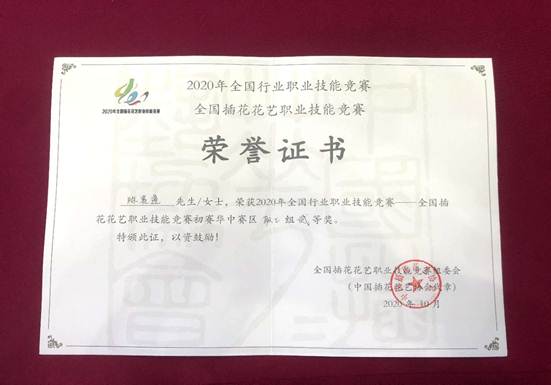 2020年全国行业职业技能竞赛
全国插花花艺职业技能竞赛
荣誉证书
先生/女士，荣获2020年全国行业职业技能竞赛——全国插
花花艺职业技能竞赛初赛华中赛区 组 等奖。
特颁此证，以资鼓励！
全国插花花艺职业技能竞赛组委会
（中国插花花艺协会代章）
2020年10月